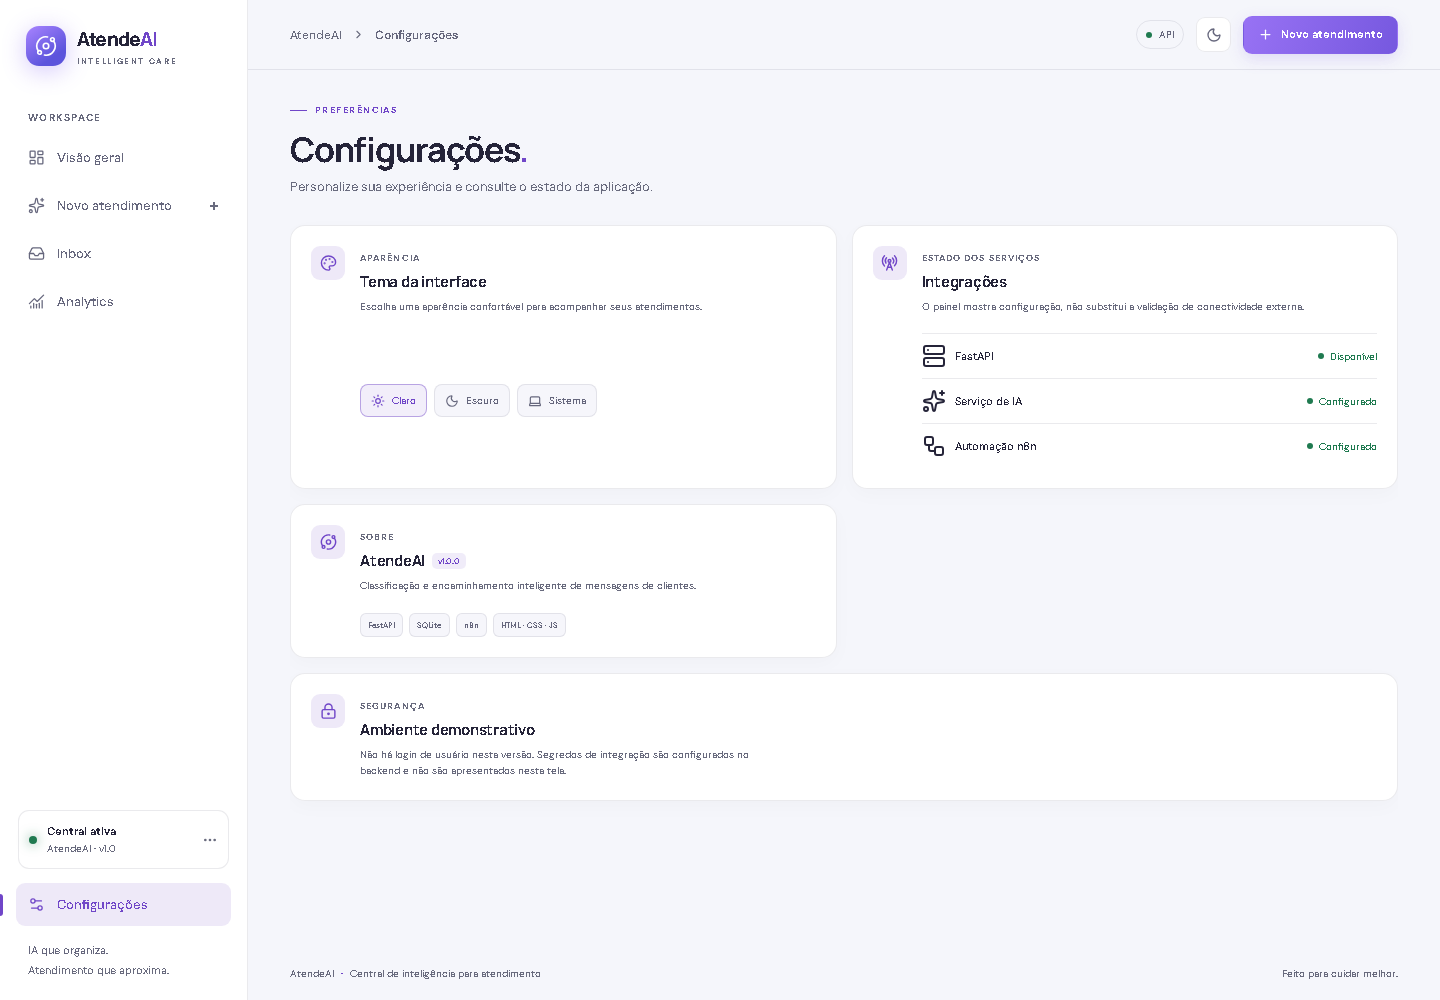 AtendeAI
INTELLIGENT CARE
WORKSPACE
Visão geral
Novo atendimento +
Inbox
Analytics
Central ativa
AtendeAI · v1.0
Configurações
IA que organiza.
Atendimento que aproxima.
AtendeAI > Configurações
API
+ Novo atendimento
PREFERÊNCIAS
Configurações.
Personalize sua experiência e consulte o estado da aplicação.
APARÊNCIA
Tema da interface
Escolha uma aparência confortável para acompanhar seus atendimentos.
Claro
Escuro
Sistema
ESTADO DOS SERVIÇOS
Integrações
O painel mostra configuração, não substitui a validação de conectividade externa.
FastAPI Disponível
Serviço de IA Configurado
Automação n8n Configurado
SOBRE
AtendeAI v1.0.0
Classificação e encaminhamento inteligente de mensagens de clientes.
FastAPI
SQLite
n8n
HTML · CSS · JS
SEGURANÇA
Ambiente demonstrativo
Não há login de usuário nesta versão. Segredos de integração são configurados no
backend e não são apresentados nesta tela.
AtendeAI · Central de inteligência para atendimento
Feito para cuidar melhor.